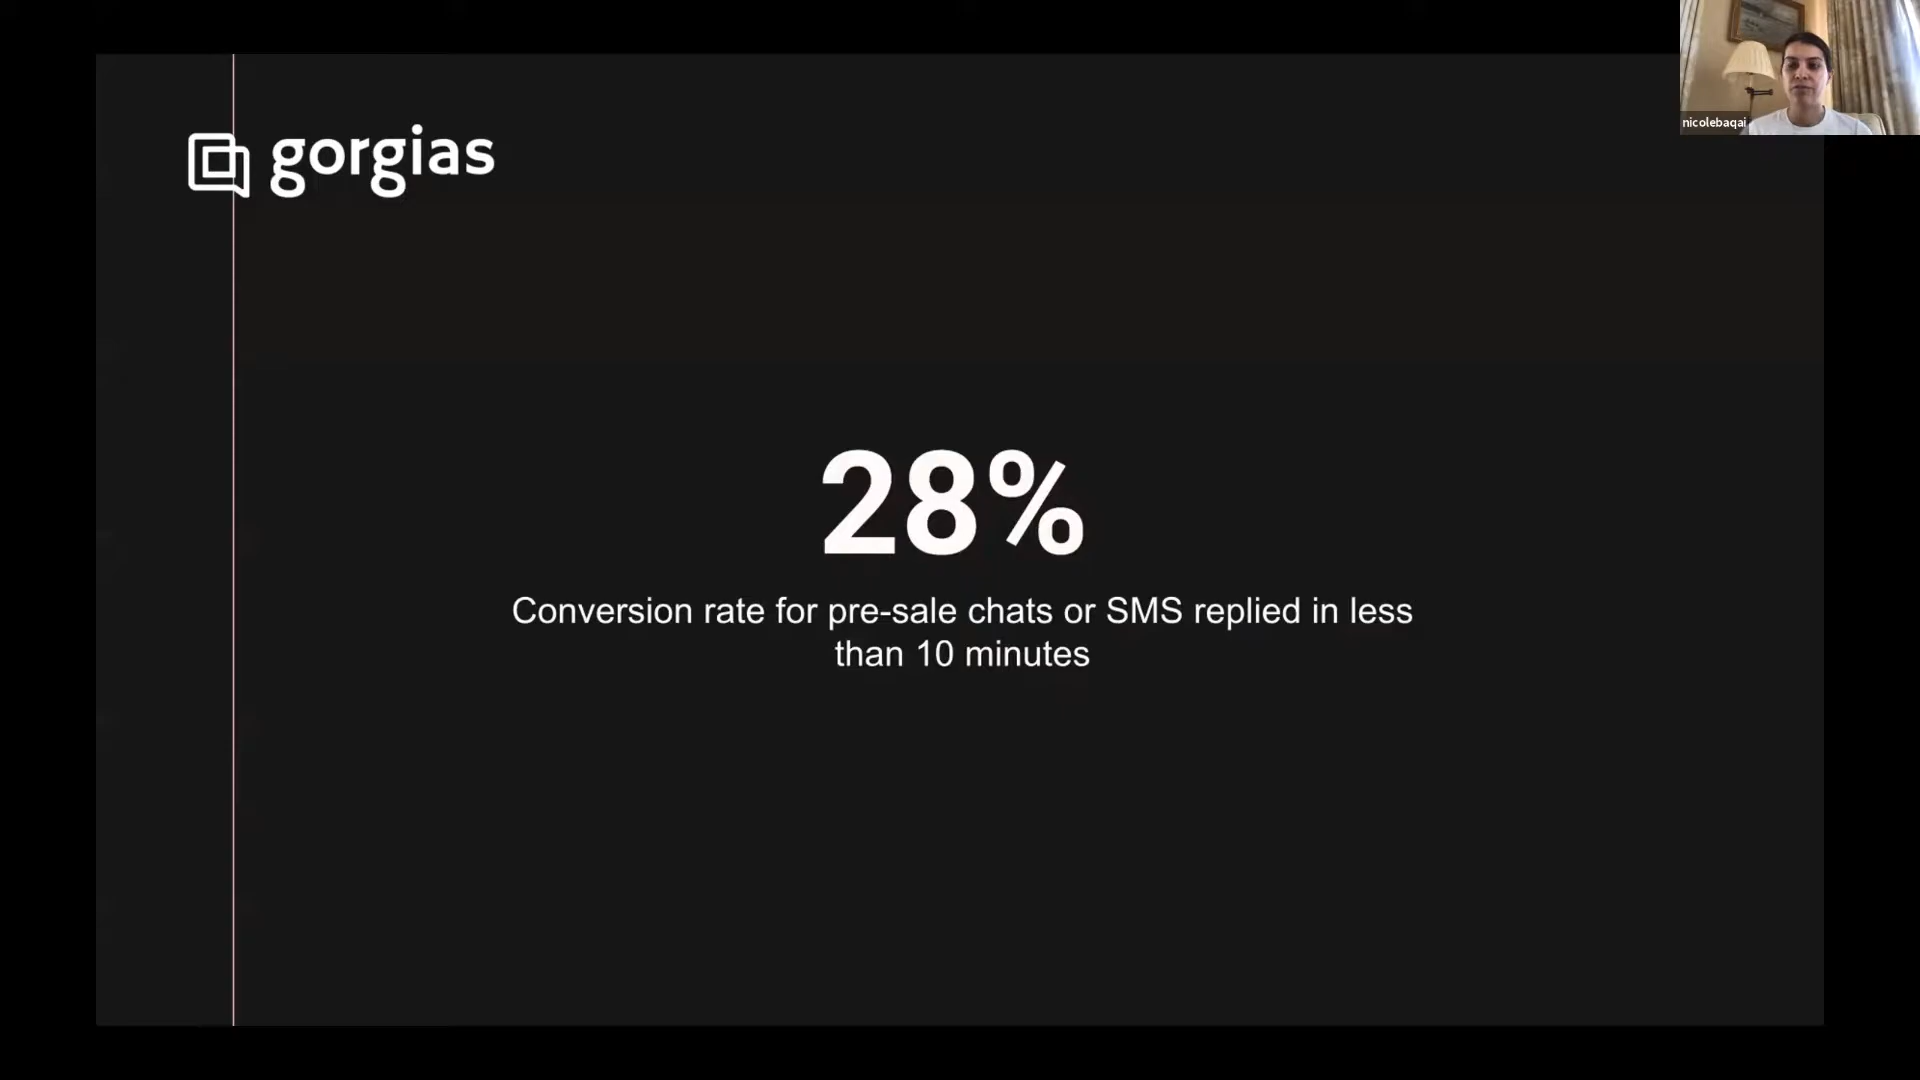 nicolebaqai
gorgias
28%
Conversion rate for pre-sale chats or SMS replied in less
than 10 minutes